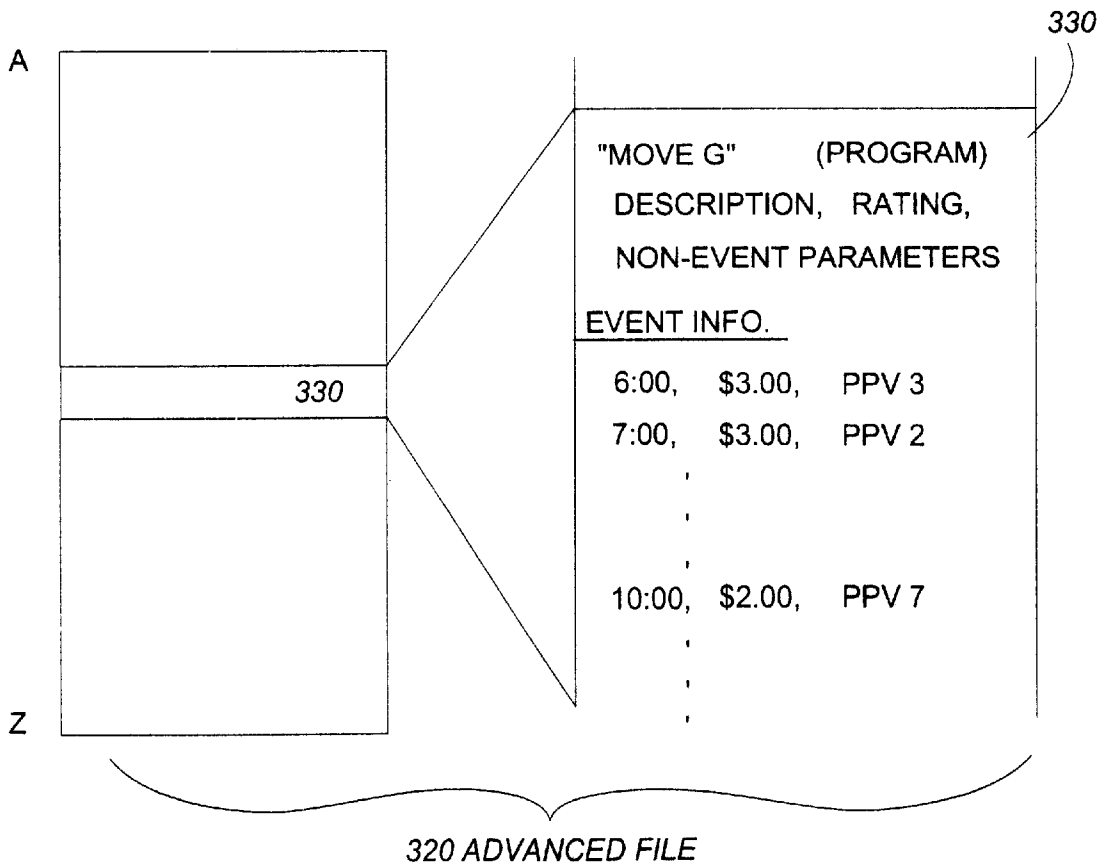 330
A
"MOVE G" (PROGRAM)
DESCRIPTION, RATING,
NON-EVENT PARAMETERS
EVENT INFO.
330
6:00, $3.00, PPV 3
7:00, $3.00, PPV 2
10:00, $2.00, PPV 7
Z
320 ADVANCED FILE